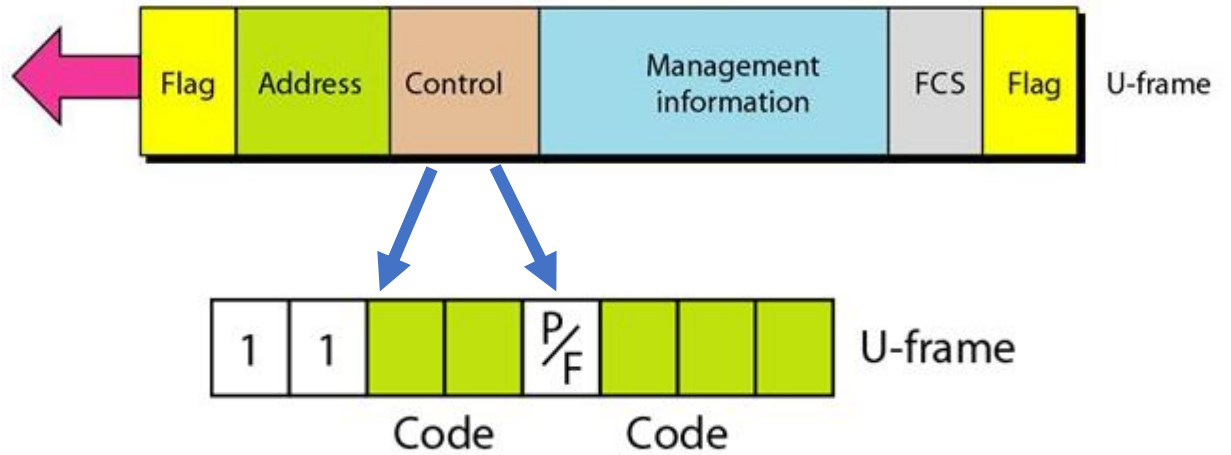 Flag Address Control Management information FCS Flag U-frame
1 1 P/F U-frame
Code Code